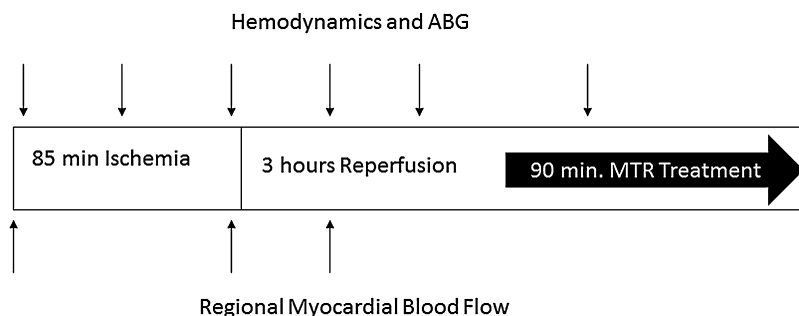 Hemodynamics and ABG
85 min Ischemia
3 hours Reperfusion
90 min. MTR Treatment
Regional Myocardial Blood Flow